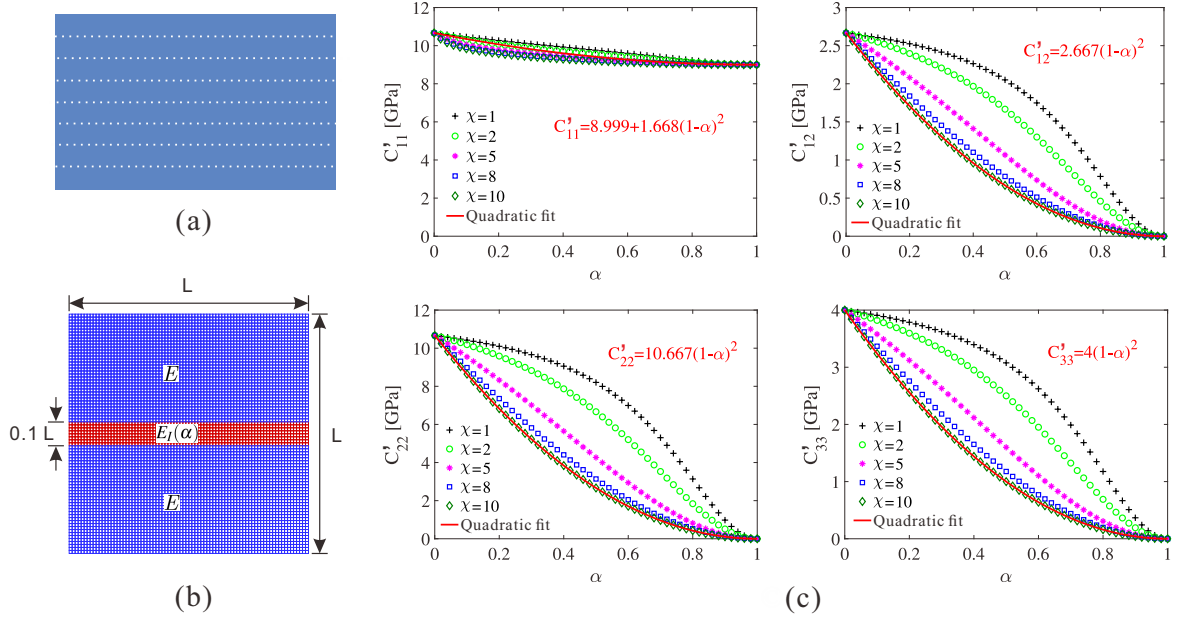 (a)
L
E
0.1 L
E_I(α)
L
E
(b)
12
10
8
6
4
2
0
C'₁₁ [GPa]
C'₁₁=8.999+1.668(1-α)²
χ=1
χ=2
χ=5
χ=8
χ=10
Quadratic fit
0 0.2 0.4 0.6 0.8 1
α
3
2.5
2
1.5
1
0.5
0
C'₁₂ [GPa]
C'₁₂=2.667(1-α)²
χ=1
χ=2
χ=5
χ=8
χ=10
Quadratic fit
0 0.2 0.4 0.6 0.8 1
α
12
10
8
6
4
2
0
C'₂₂ [GPa]
C'₂₂=10.667(1-α)²
χ=1
χ=2
χ=5
χ=8
χ=10
Quadratic fit
0 0.2 0.4 0.6 0.8 1
α
4
3
2
1
0
C'₃₃ [GPa]
C'₃₃=4(1-α)²
χ=1
χ=2
χ=5
χ=8
χ=10
Quadratic fit
0 0.2 0.4 0.6 0.8 1
α
(c)